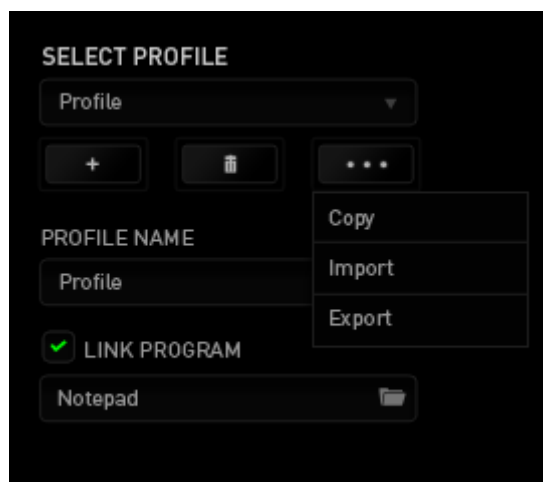 SELECT PROFILE
Profile
+
• • •
Copy
PROFILE NAME
Import
Profile
Export
LINK PROGRAM
Notepad